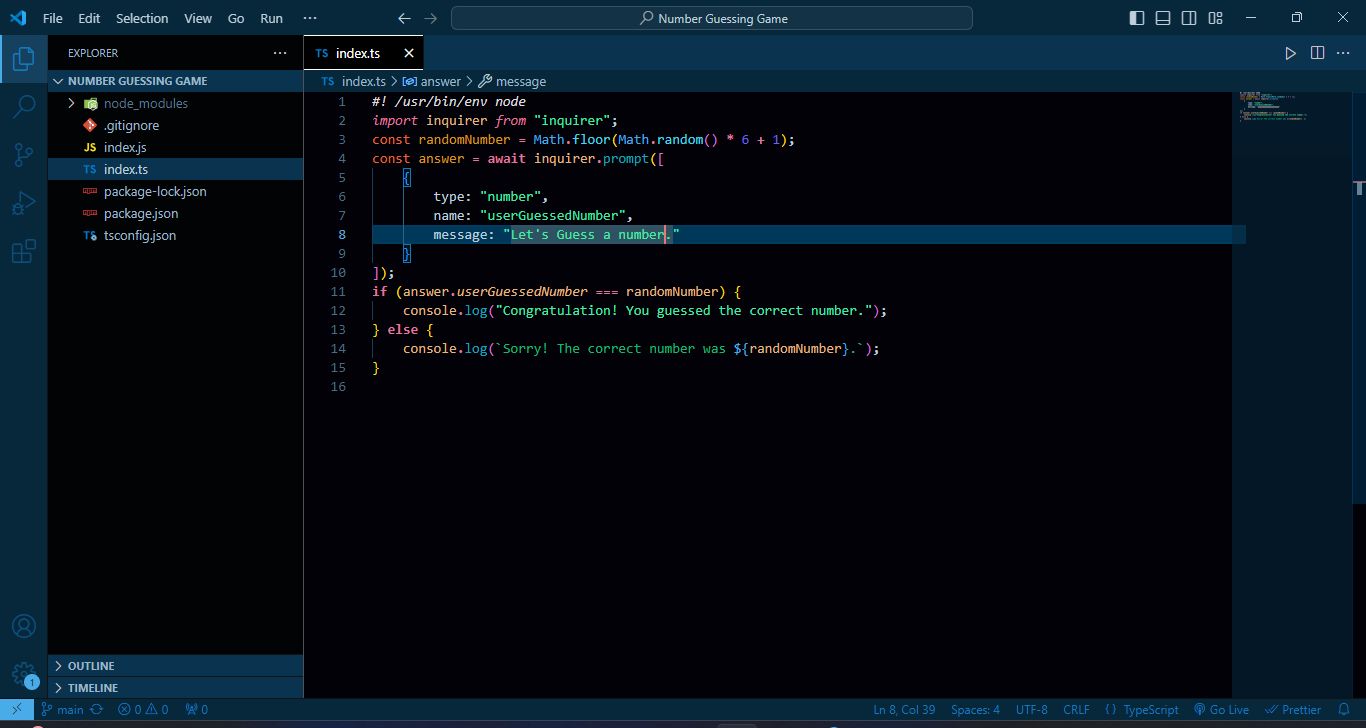 File Edit Selection View Go Run ··· Number Guessing Game
EXPLORER ···
NUMBER GUESSING GAME
node_modules
.gitignore
JS index.js
TS index.ts
package-lock.json
package.json
TS tsconfig.json
OUTLINE
TIMELINE
1
TS index.ts
TS index.ts > answer > message
1 #! /usr/bin/env node
2 import inquirer from "inquirer";
3 const randomNumber = Math.floor(Math.random() * 6 + 1);
4 const answer = await inquirer.prompt([
5 {
6 type: "number",
7 name: "userGuessedNumber",
8 message: "Let's Guess a number."
9 }
10 ]);
11 if (answer.userGuessedNumber === randomNumber) {
12 console.log("Congratulation! You guessed the correct number.");
13 } else {
14 console.log(`Sorry! The correct number was ${randomNumber}.`);
15 }
16
main 0 0 0 Ln 8, Col 39 Spaces: 4 UTF-8 CRLF {} TypeScript Go Live Prettier